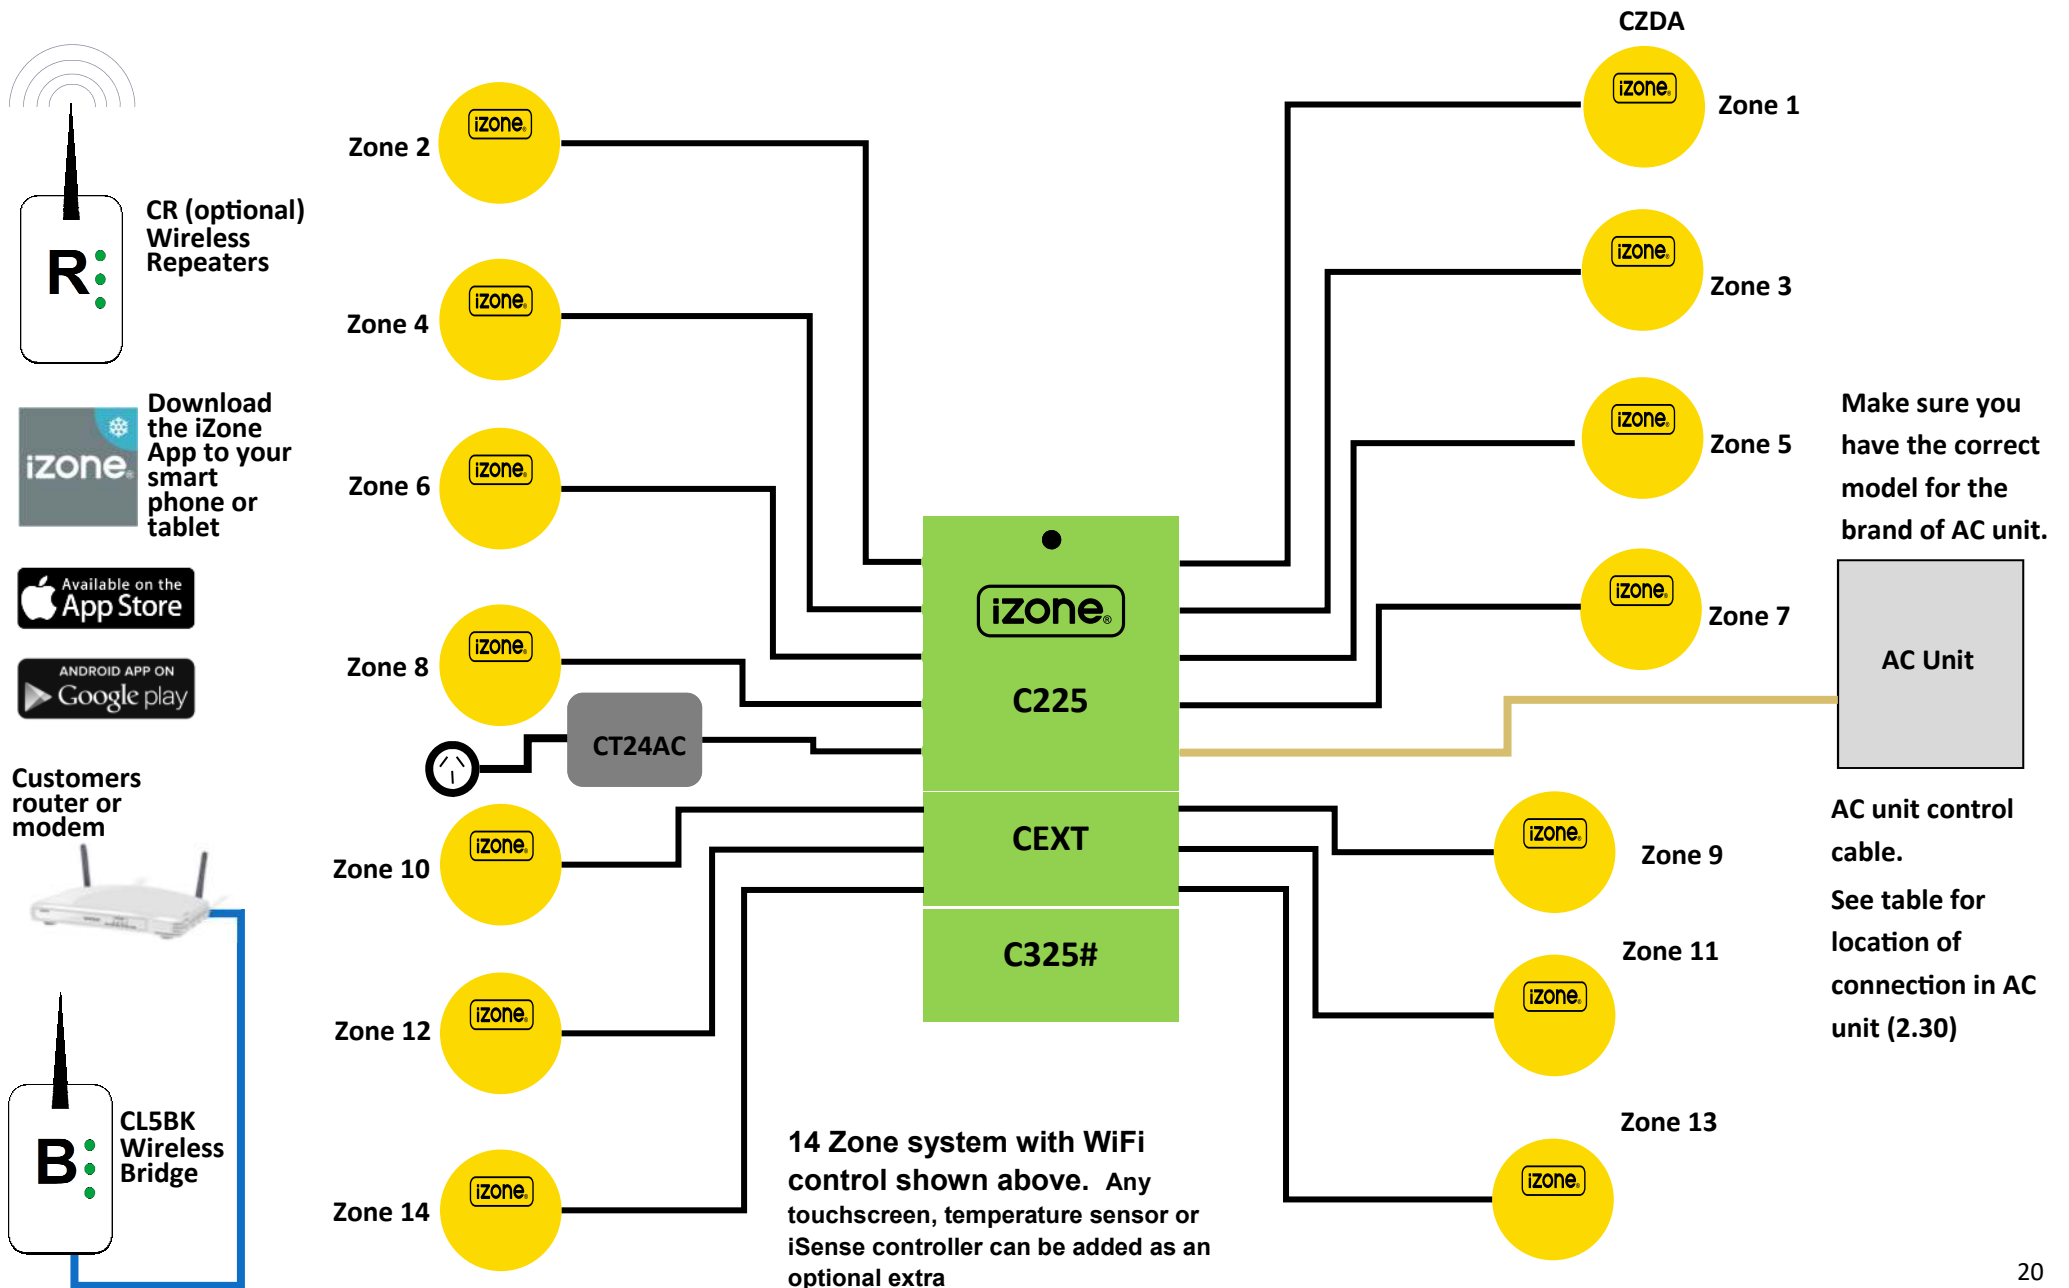 CZDA
izone®
Zone 1
Zone 2
izone®
izone®
Zone 3
Zone 4
izone®
izone®
Zone 5
Zone 6
izone®
izone®
Zone 7
Zone 8
izone®
CR (optional)
Wireless
Repeaters
R
Download
the iZone
App to your
smart
phone or
tablet
izone®
Available on the
App Store
ANDROID APP ON
Google play
Customers
router or
modem
B
CL5BK
Wireless
Bridge
CT24AC
izone®
C225
CEXT
C325#
Make sure you
have the correct
model for the
brand of AC unit.
AC Unit
AC unit control
cable.
See table for
location of
connection in AC
unit (2.30)
izone®
Zone 9
Zone 10
izone®
Zone 11
izone®
Zone 12
izone®
Zone 13
izone®
Zone 14
izone®
14 Zone system with WiFi
control shown above. Any
touchscreen, temperature sensor or
iSense controller can be added as an
optional extra
20